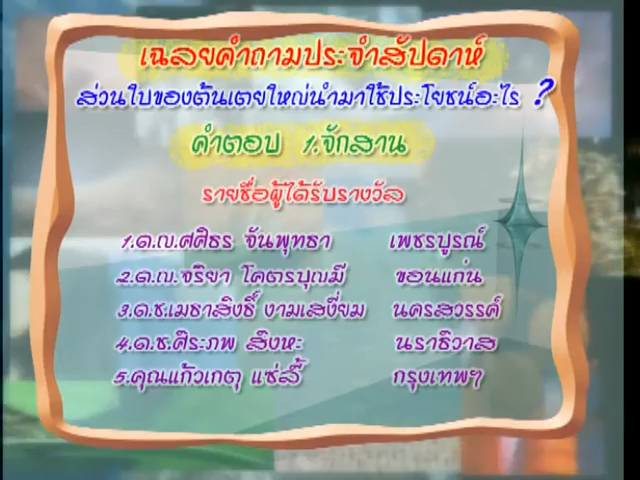 เฉลยคำถามประจำสัปดาห์
ส่วนใบของต้นเตยใหญ่นำมาใช้ประโยชน์อะไร ?
คำตอบ 1.จักสาน
รายชื่อผู้ได้รับรางวัล
1.ด.ญ.ศศิธร จันพุทธา เพชรบูรณ์
2.ด.ญ.จริยา โคตรบุญมี ขอนแก่น
3.ด.ช.เมธาสิงธิ์ งามเสงี่ยม นครสวรรค์
4.ด.ช.ศิระภพ สิงหะ นราธิวาส
5.คุณแก้วเกตุ แซ่ลี้ กรุงเทพฯ